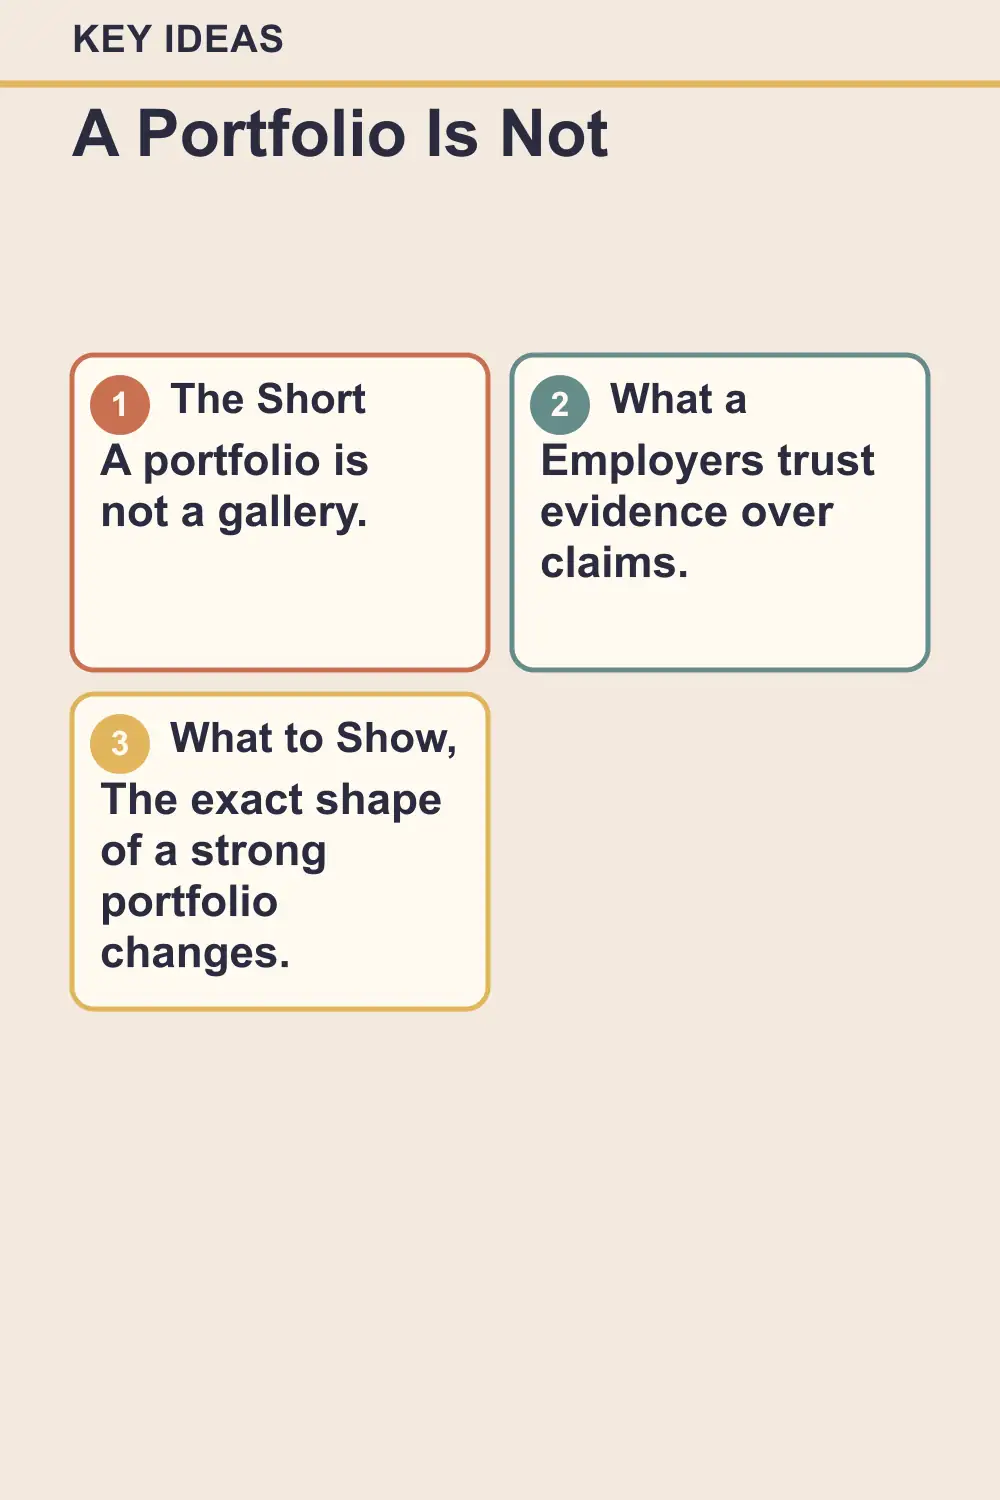 KEY IDEAS
A Portfolio Is Not
1 The Short
A portfolio is
not a gallery.
2 What a
Employers trust
evidence over
claims.
3 What to Show,
The exact shape
of a strong
portfolio
changes.